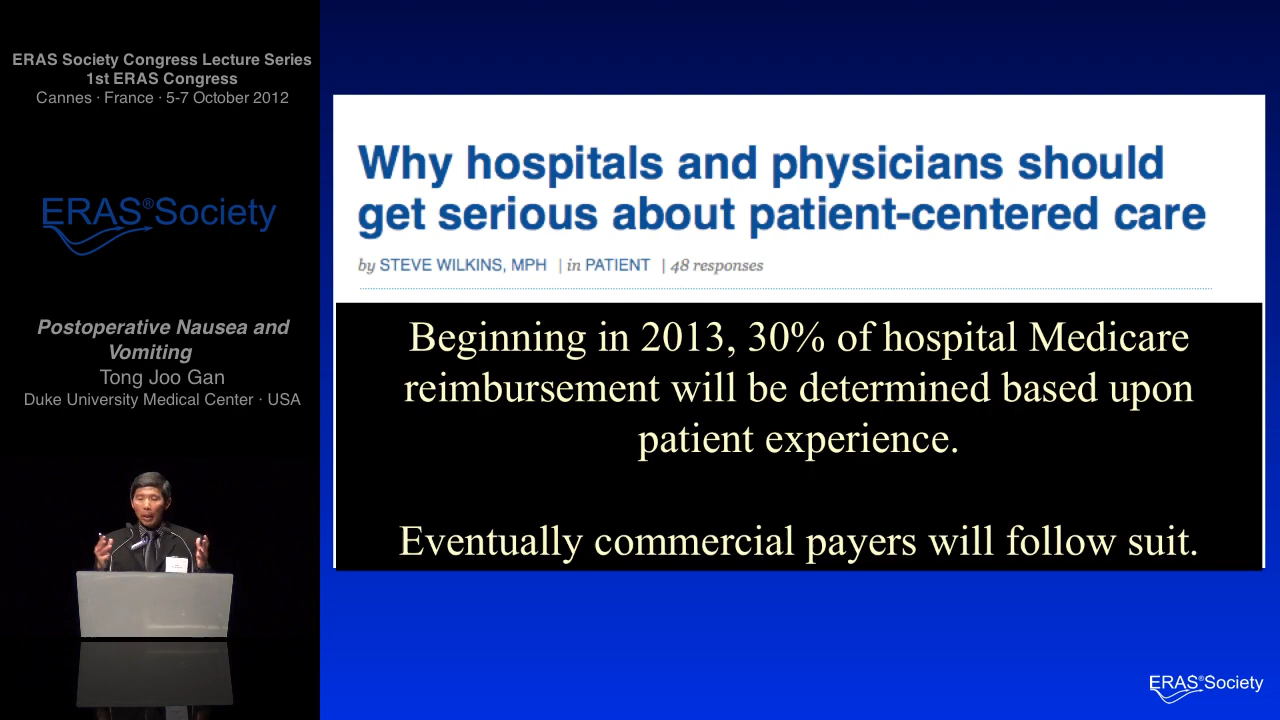 ERAS Society Congress Lecture Series
1st ERAS Congress
Cannes · France · 5-7 October 2012
ERAS®Society
Postoperative Nausea and
Vomiting
Tong Joo Gan
Duke University Medical Center · USA
Why hospitals and physicians should
get serious about patient-centered care
by STEVE WILKINS, MPH | in PATIENT | 48 responses
Beginning in 2013, 30% of hospital Medicare
reimbursement will be determined based upon
patient experience.
Eventually commercial payers will follow suit.
ERAS®Society